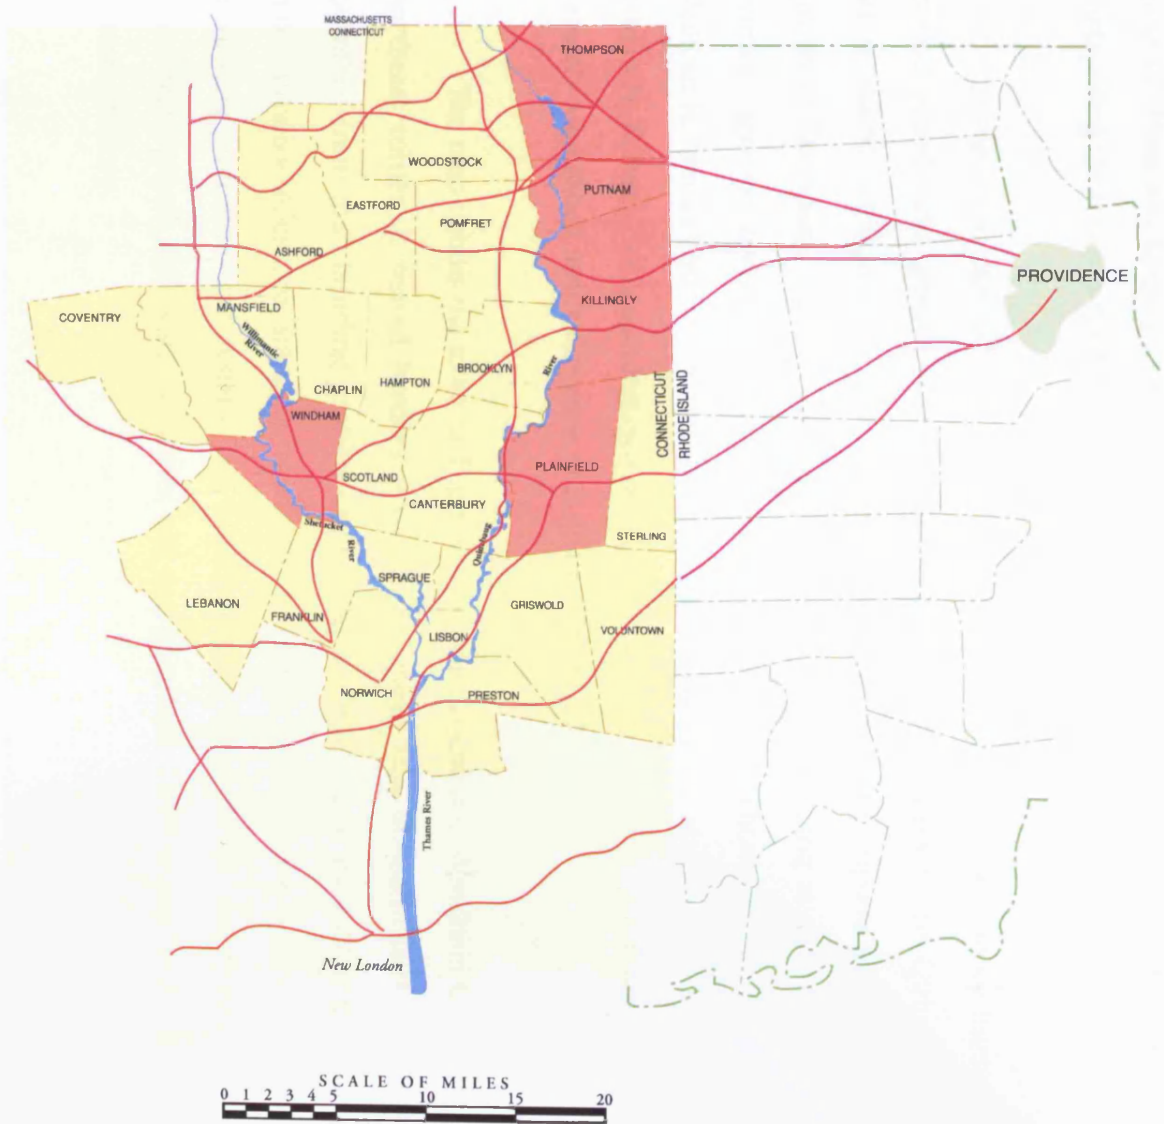 MASSACHUSETTS
CONNECTICUT
THOMPSON
WOODSTOCK
PUTNAM
EASTFORD
POMFRET
ASHFORD
PROVIDENCE
KILLINGLY
MANSFIELD
COVENTRY
Willimantic
River
BROOKLYN
River
HAMPTON
CHAPLIN
CONNECTICUT
RHODE ISLAND
WINDHAM
PLAINFIELD
SCOTLAND
CANTERBURY
Shetucket
River
Quinebaug
STERLING
SPRAGUE
LEBANON
GRISWOLD
FRANKLIN
VOLUNTOWN
LISBON
NORWICH
PRESTON
Thames River
New London
SCALE OF MILES
0 1 2 3 4 5 10 15 20